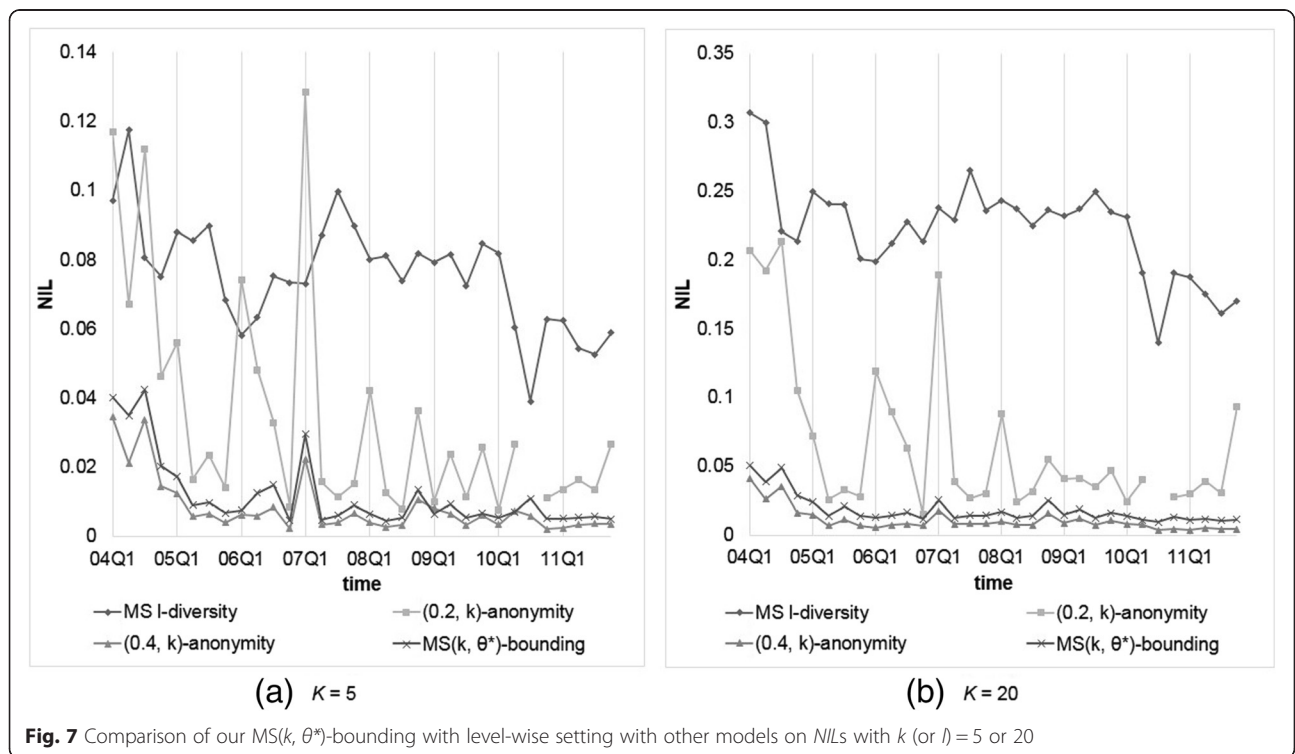 0.14
0.12
0.1
0.08
0.06
0.04
0.02
0
NIL
04Q1 05Q1 06Q1 07Q1 08Q1 09Q1 10Q1 11Q1
time
MS l-diversity (0.2, k)-anonymity
(0.4, k)-anonymity MS(k, θ*)-bounding
(a) K = 5
0.35
0.3
0.25
0.2
0.15
0.1
0.05
0
NIL
04Q1 05Q1 06Q1 07Q1 08Q1 09Q1 10Q1 11Q1
time
MS l-diversity (0.2, k)-anonymity
(0.4, k)-anonymity MS(k, θ*)-bounding
(b) K = 20
Fig. 7 Comparison of our MS(k, θ*)-bounding with level-wise setting with other models on NILs with k (or l) = 5 or 20